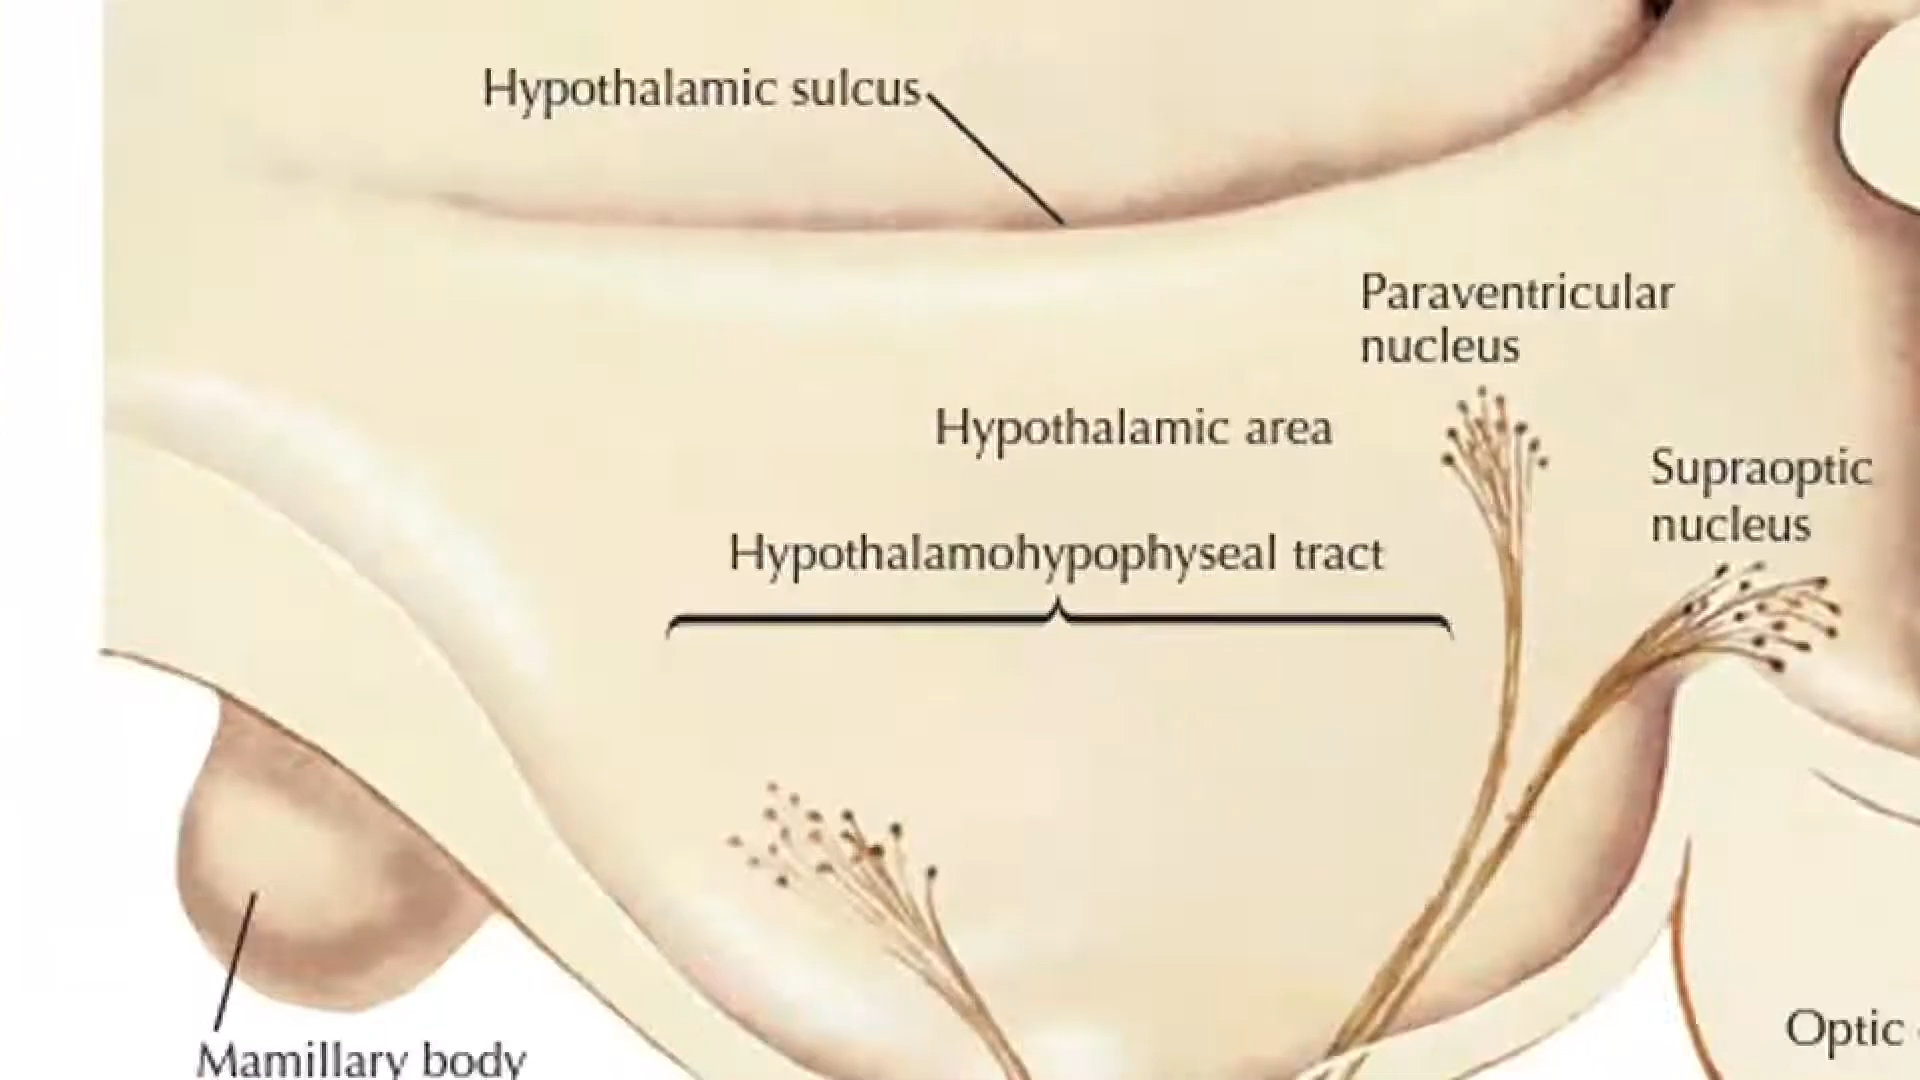 Hypothalamic sulcus
Paraventricular
nucleus
Hypothalamic area
Supraoptic
nucleus
Hypothalamohypophyseal tract
Optic
Mamillary body